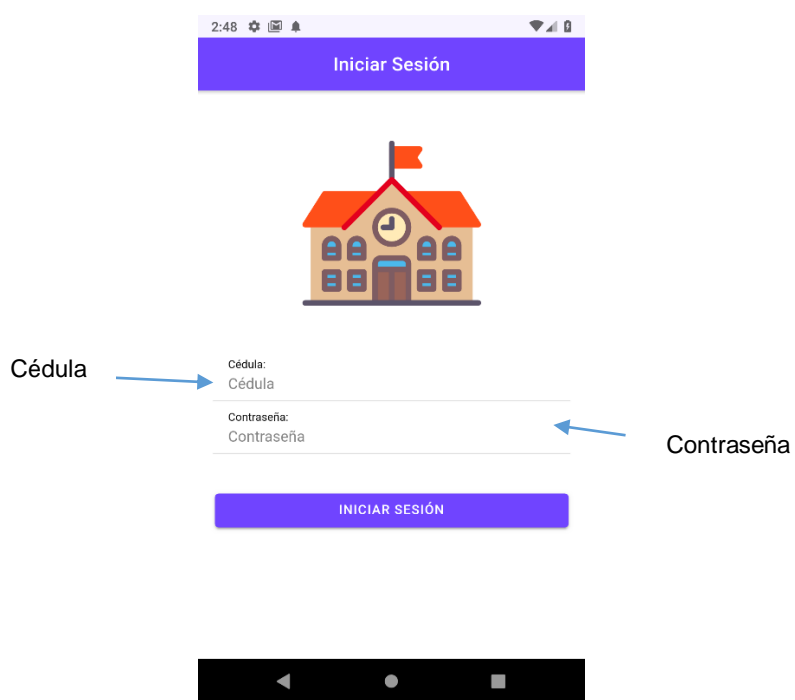 2:48
Iniciar Sesión
Cédula
Cédula:
Cédula
Contraseña:
Contraseña
Contraseña
INICIAR SESIÓN